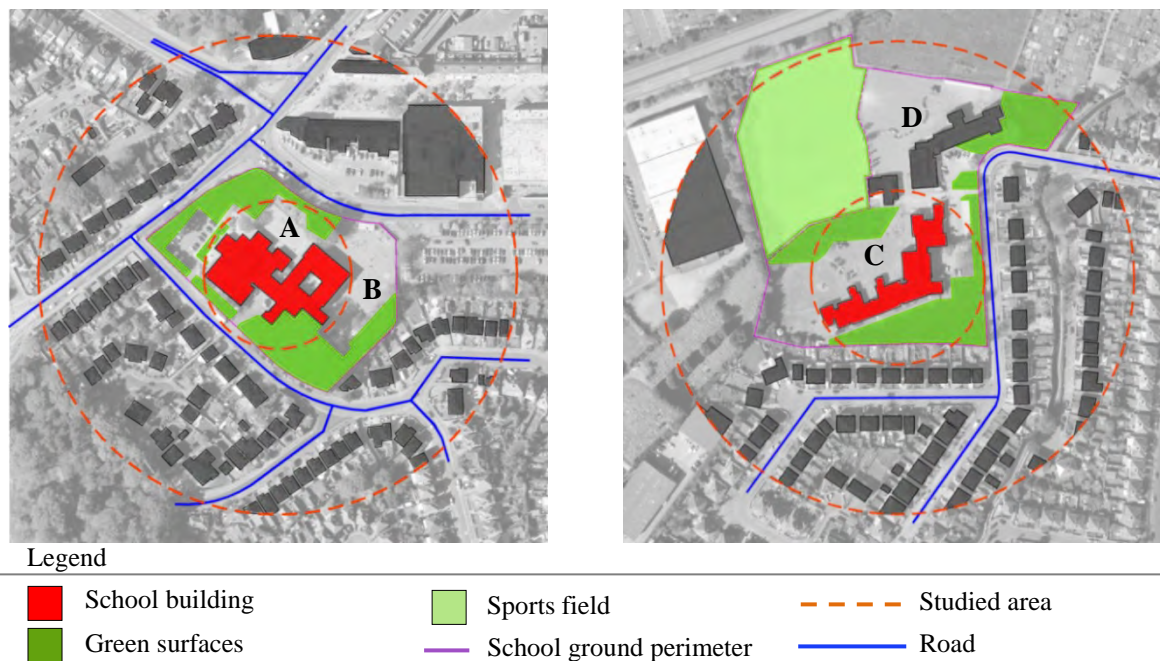 A
B
C
D
Legend
School building
Sports field
Studied area
Green surfaces
School ground perimeter
Road